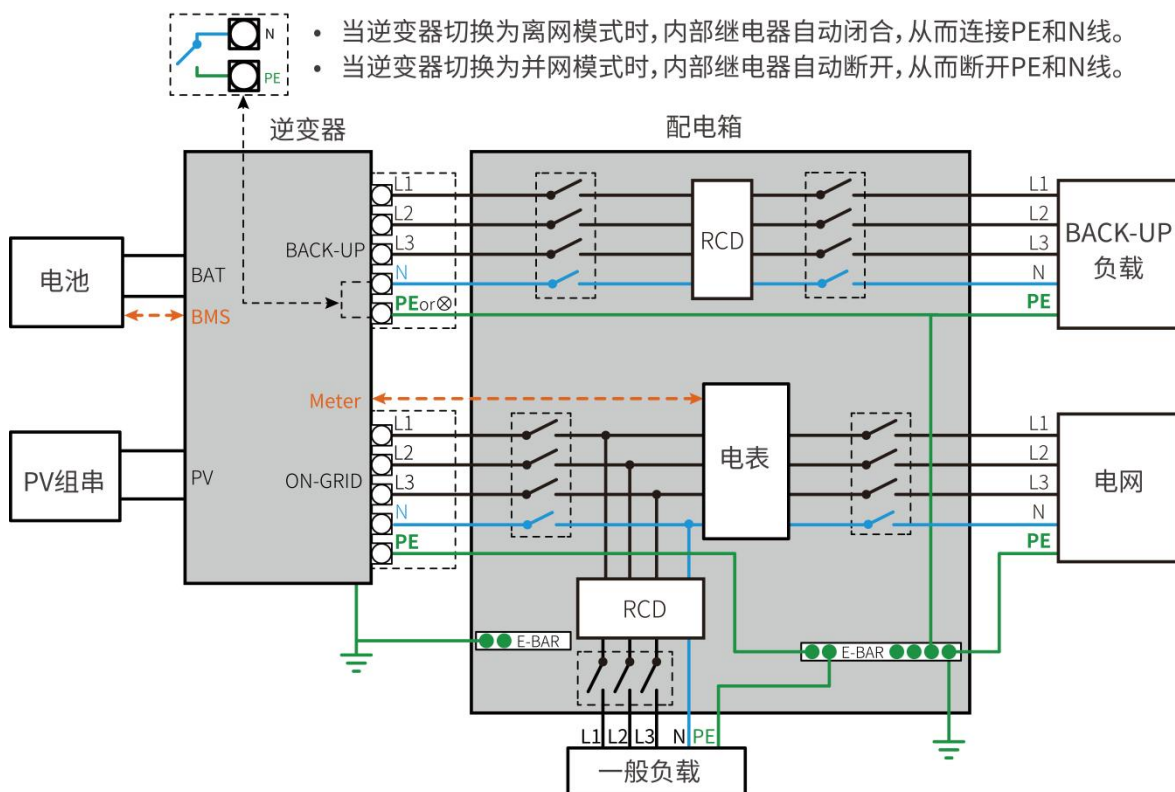 N
PE
• 当逆变器切换为离网模式时,内部继电器自动闭合,从而连接PE和N线。
• 当逆变器切换为并网模式时,内部继电器自动断开,从而断开PE和N线。
逆变器
配电箱
L1
L2
L3
N
PEor⊗
BACK-UP
RCD
L1
L2
L3
N
PE
BACK-UP
负载
电池
BAT
BMS
Meter
L1
L2
L3
N
PE
ON-GRID
PV组串
PV
电表
L1
L2
L3
N
PE
电网
RCD
E-BAR
E-BAR
L1 L2 L3 N PE
一般负载